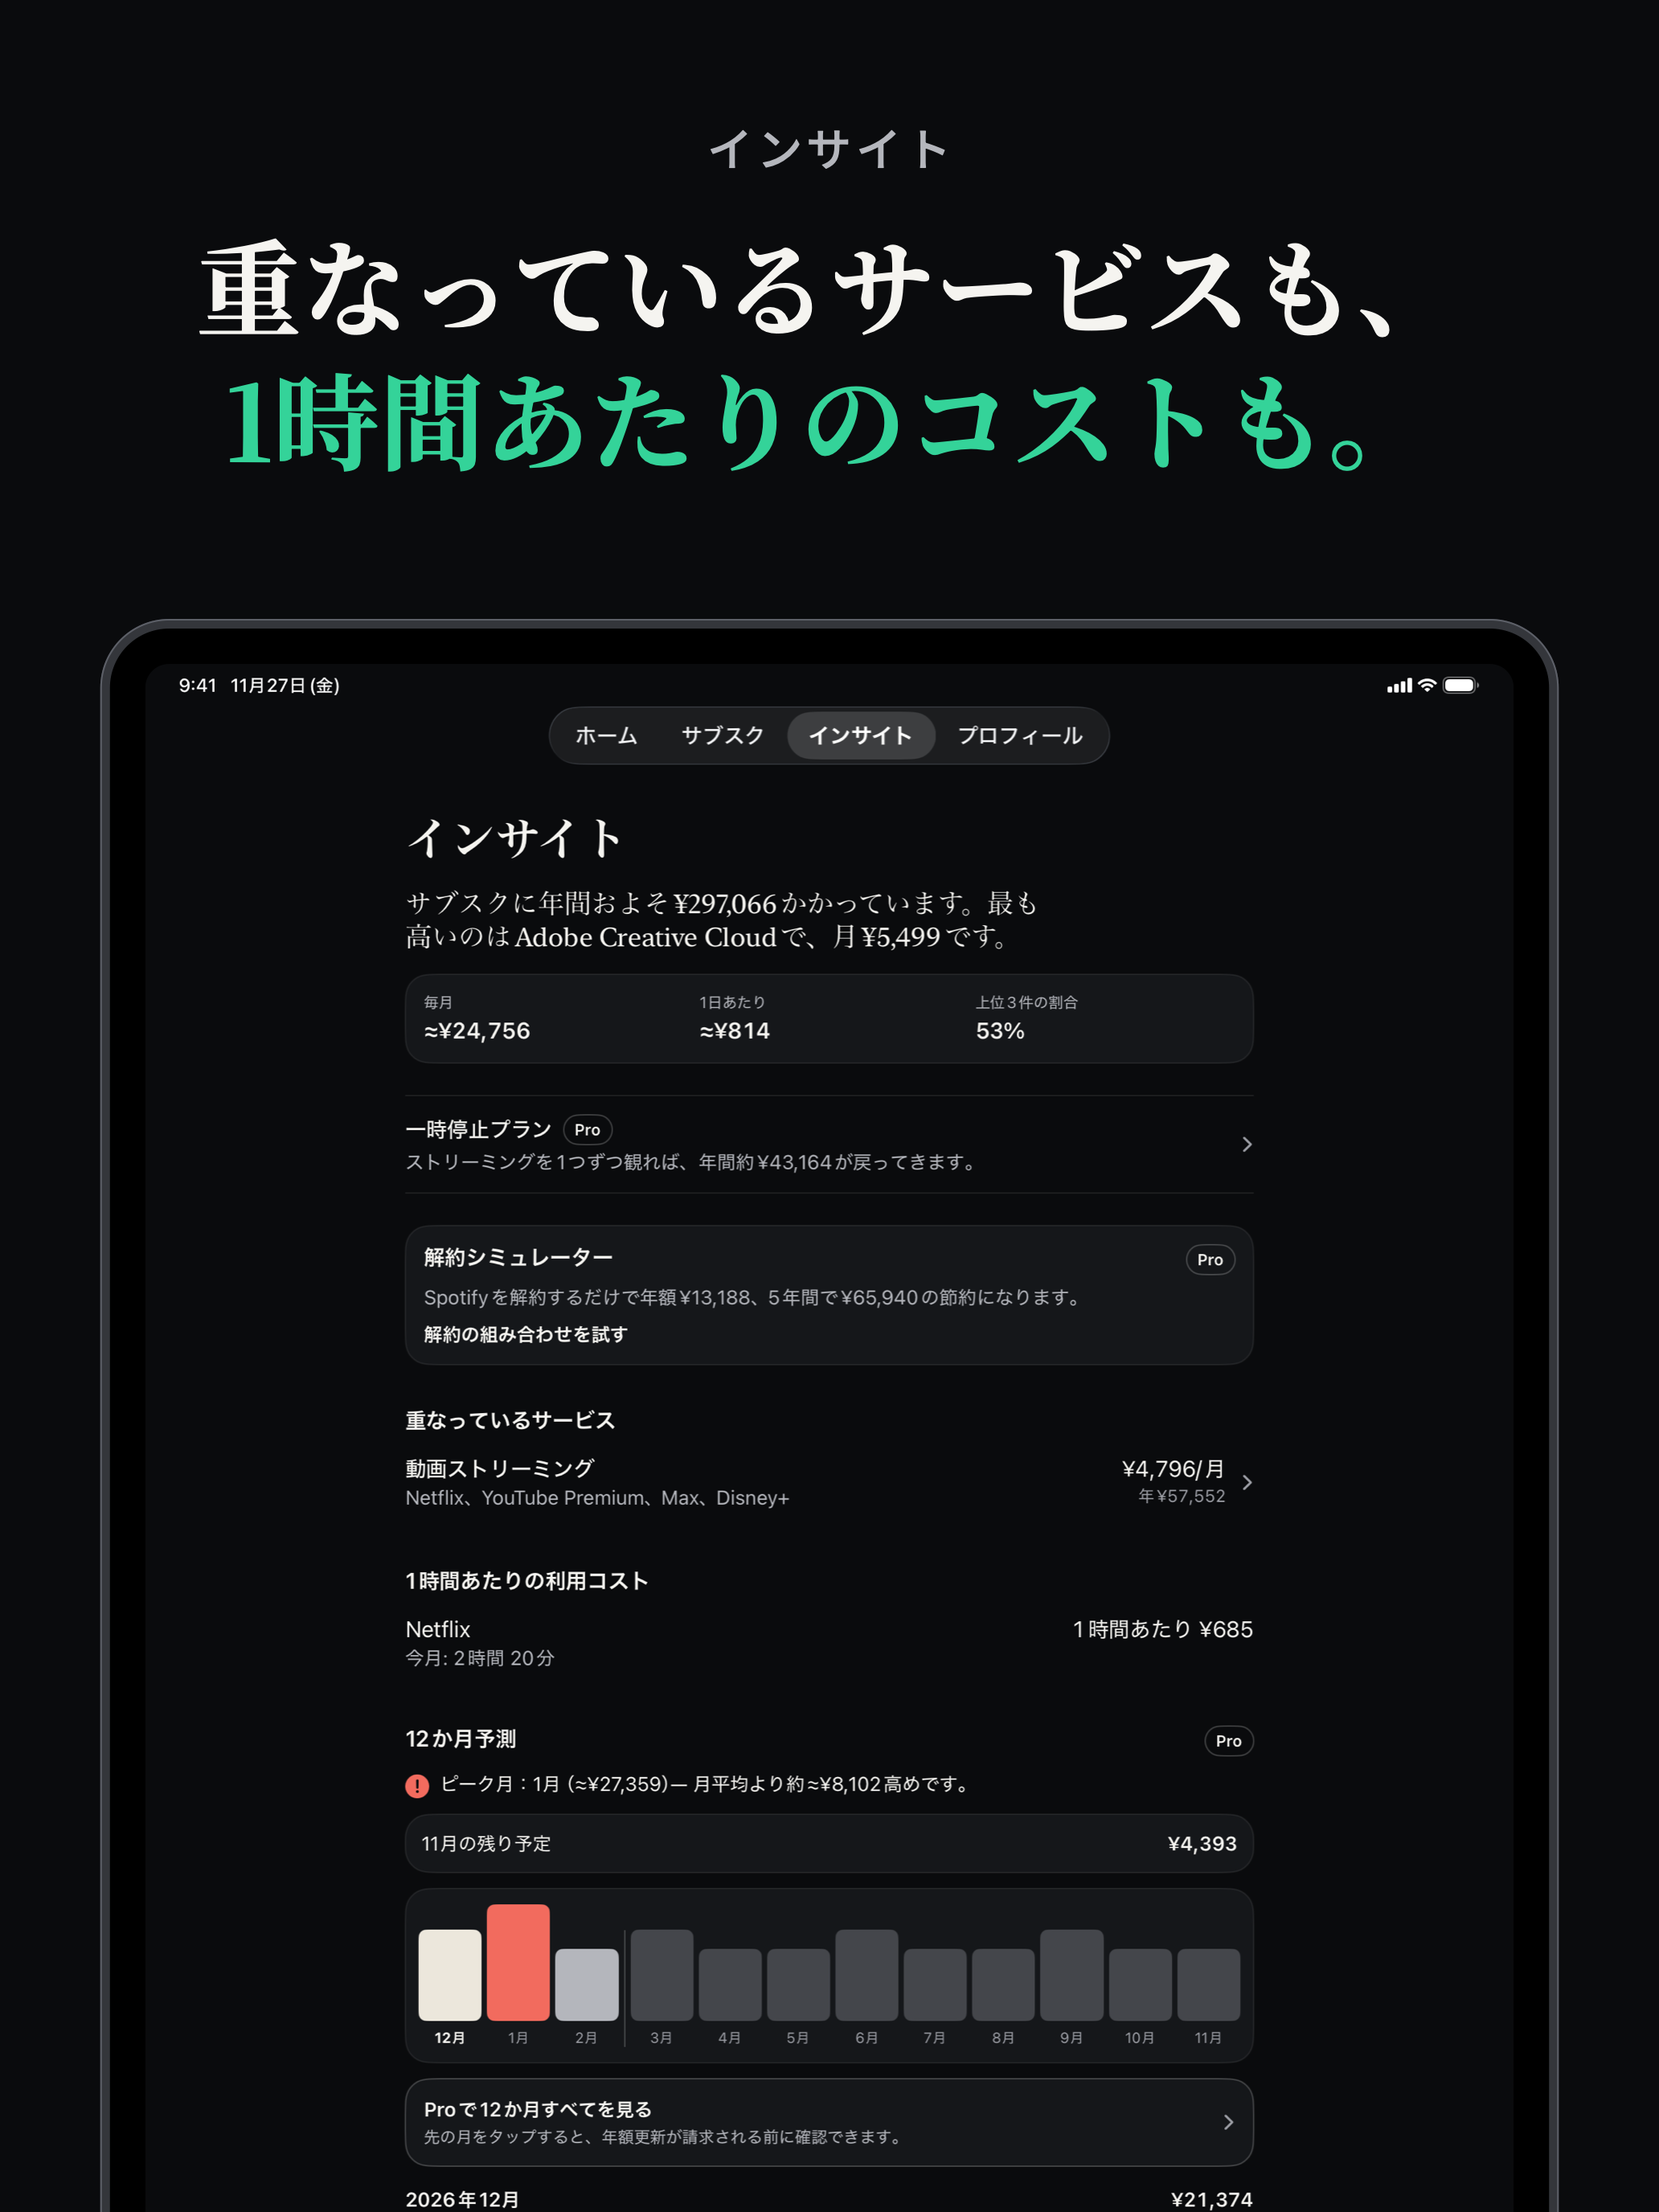 インサイト
重なっているサービスも、
1時間あたりのコストも。
9:41 11月27日(金)
ホーム サブスク インサイト プロフィール
インサイト
サブスクに年間およそ¥297,066かかっています。最も
高いのはAdobe Creative Cloudで、月¥5,499です。
毎月 1日あたり 上位3件の割合
≈¥24,756 ≈¥814 53%
一時停止プラン Pro
ストリーミングを1つずつ観れば、年間約¥43,164が戻ってきます。
解約シミュレーター Pro
Spotifyを解約するだけで年額¥13,188、5年間で¥65,940の節約になります。
解約の組み合わせを試す
重なっているサービス
動画ストリーミング ¥4,796/月
Netflix、YouTube Premium、Max、Disney+ 年¥57,552
1時間あたりの利用コスト
Netflix 1時間あたり ¥685
今月: 2時間 20分
12か月予測 Pro
ピーク月：1月（≈¥27,359）— 月平均より約≈¥8,102高めです。
11月の残り予定 ¥4,393
12月 1月 2月 3月 4月 5月 6月 7月 8月 9月 10月 11月
Proで12か月すべてを見る
先の月をタップすると、年額更新が請求される前に確認できます。
2026年12月 ¥21,374